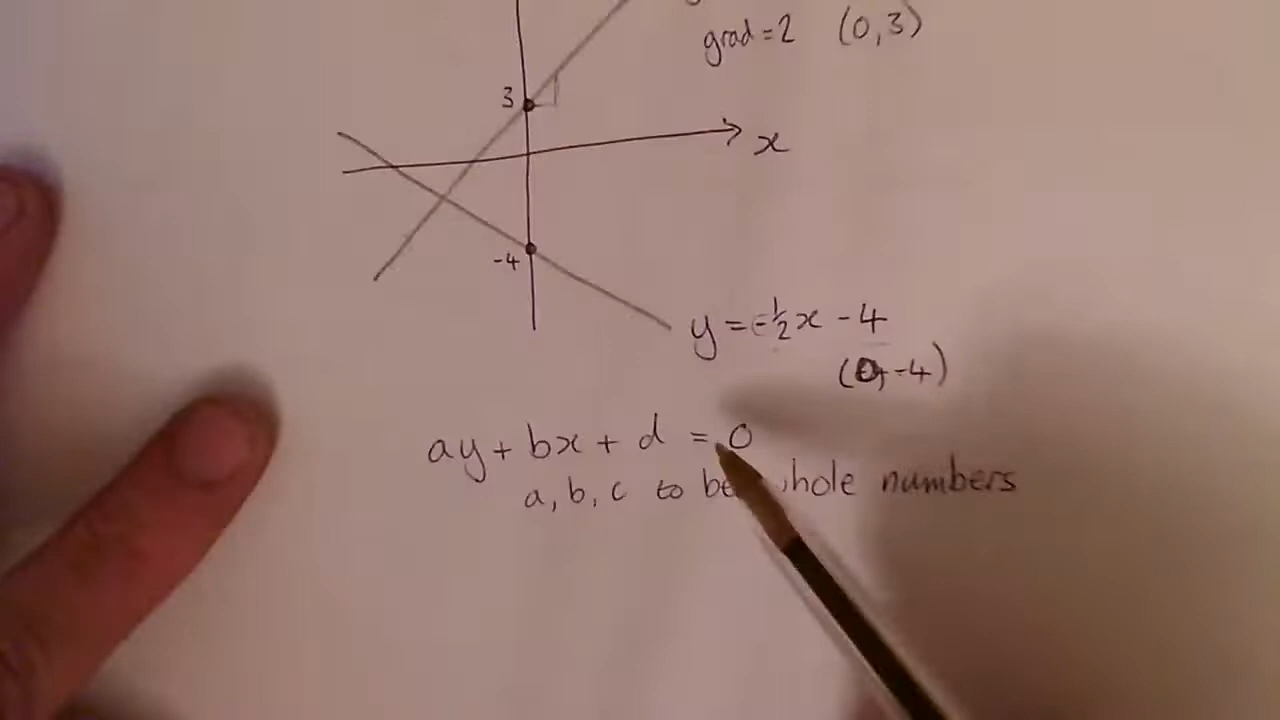 grad = 2 (0,3)
3
x
-4
y = -½x - 4
(0,-4)
ay + bx + d = 0
a, b, c to be whole numbers